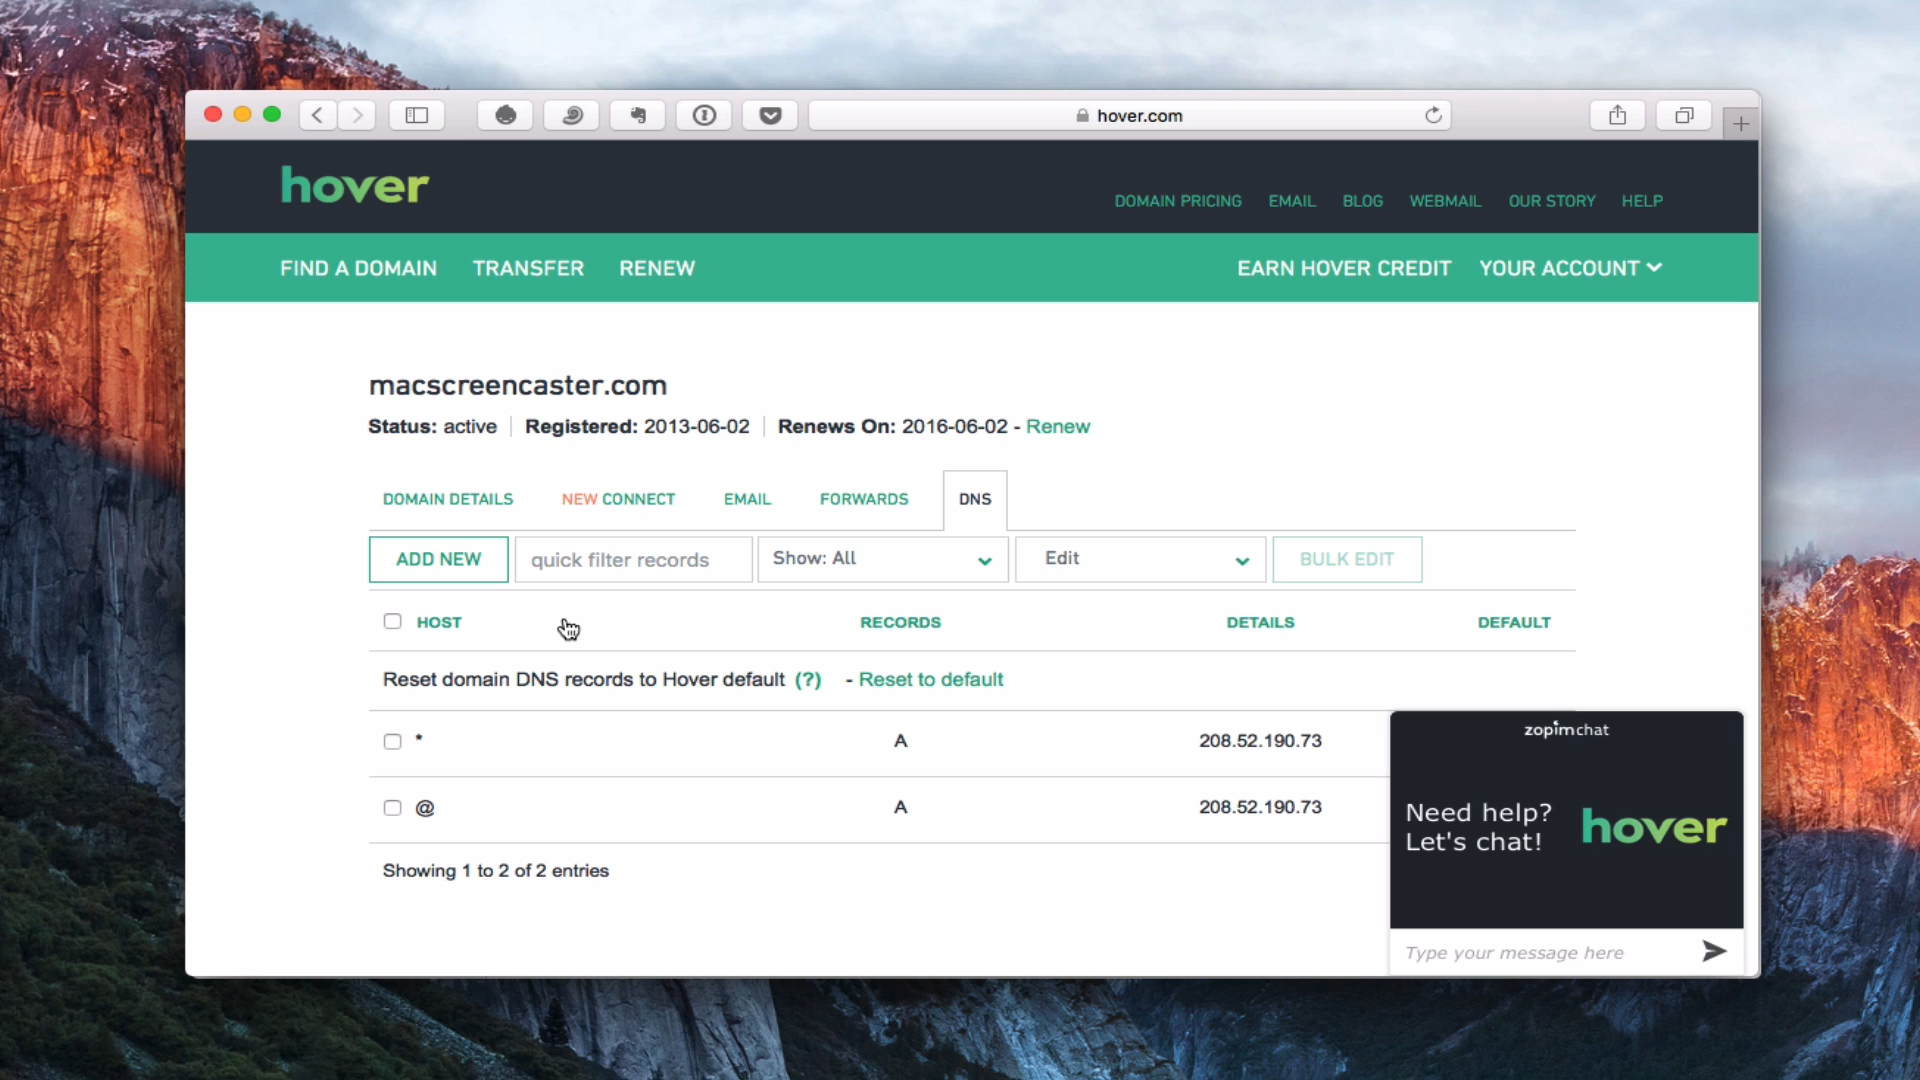 hover.com
hover
DOMAIN PRICING EMAIL BLOG WEBMAIL OUR STORY HELP
FIND A DOMAIN TRANSFER RENEW EARN HOVER CREDIT YOUR ACCOUNT
macscreencaster.com
Status: active Registered: 2013-06-02 Renews On: 2016-06-02 - Renew
DOMAIN DETAILS NEW CONNECT EMAIL FORWARDS DNS
ADD NEW quick filter records Show: All Edit BULK EDIT
HOST RECORDS DETAILS DEFAULT
Reset domain DNS records to Hover default (?) - Reset to default
* A 208.52.190.73
@ A 208.52.190.73
Showing 1 to 2 of 2 entries
zopimchat
Need help?
Let's chat!
hover
Type your message here